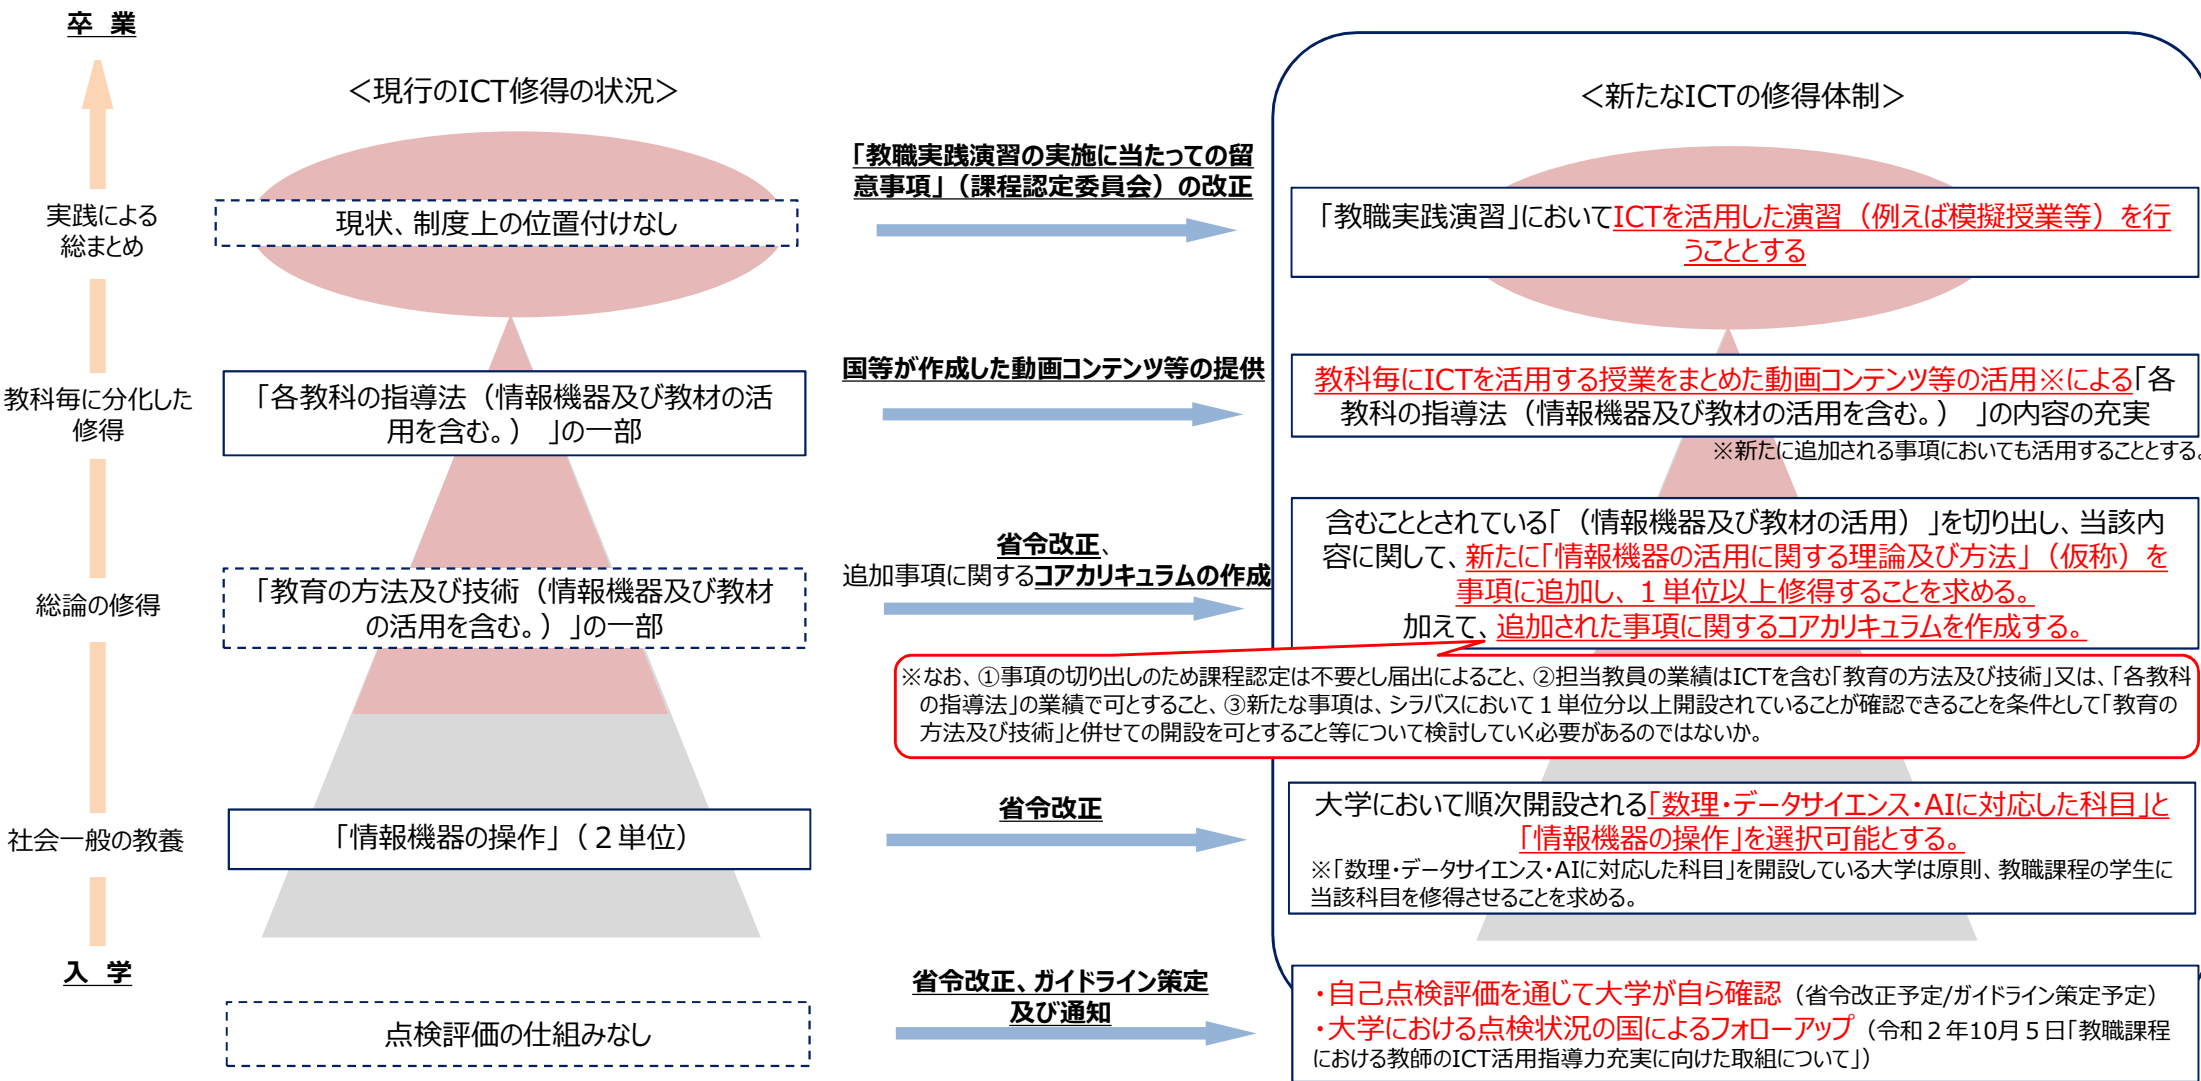 卒 業
＜現行のICT修得の状況＞
＜新たなICTの修得体制＞
実践による
総まとめ
現状、制度上の位置付けなし
「教職実践演習の実施に当たっての留
意事項」（課程認定委員会）の改正
「教職実践演習」においてICTを活用した演習（例えば模擬授業等）を行
うこととする
教科毎に分化した
修得
「各教科の指導法（情報機器及び教材の活
用を含む。）　」の一部
国等が作成した動画コンテンツ等の提供
教科毎にICTを活用する授業をまとめた動画コンテンツ等の活用※による「各
教科の指導法（情報機器及び教材の活用を含む。）　」の内容の充実
※新たに追加される事項においても活用することとする。
総論の修得
「教育の方法及び技術（情報機器及び教材
の活用を含む。）」の一部
省令改正、
追加事項に関するコアカリキュラムの作成
含むこととされている「（情報機器及び教材の活用）」を切り出し、当該内
容に関して、新たに「情報機器の活用に関する理論及び方法」（仮称）を
事項に追加し、１単位以上修得することを求める。
加えて、追加された事項に関するコアカリキュラムを作成する。
※なお、①事項の切り出しのため課程認定は不要とし届出によること、②担当教員の業績はICTを含む「教育の方法及び技術」又は、「各教科
の指導法」の業績で可とすること、③新たな事項は、シラバスにおいて１単位分以上開設されていることが確認できることを条件として「教育の
方法及び技術」と併せての開設を可とすること等について検討していく必要があるのではないか。
社会一般の教養
「情報機器の操作」（２単位）
省令改正
大学において順次開設される「数理・データサイエンス・AIに対応した科目」と
「情報機器の操作」を選択可能とする。
※「数理・データサイエンス・AIに対応した科目」を開設している大学は原則、教職課程の学生に
当該科目を修得させることを求める。
入 学
点検評価の仕組みなし
省令改正、ガイドライン策定
及び通知
・自己点検評価を通じて大学が自ら確認（省令改正予定/ガイドライン策定予定）
・大学における点検状況の国によるフォローアップ（令和２年10月５日「教職課程
における教師のICT活用指導力充実に向けた取組について」）